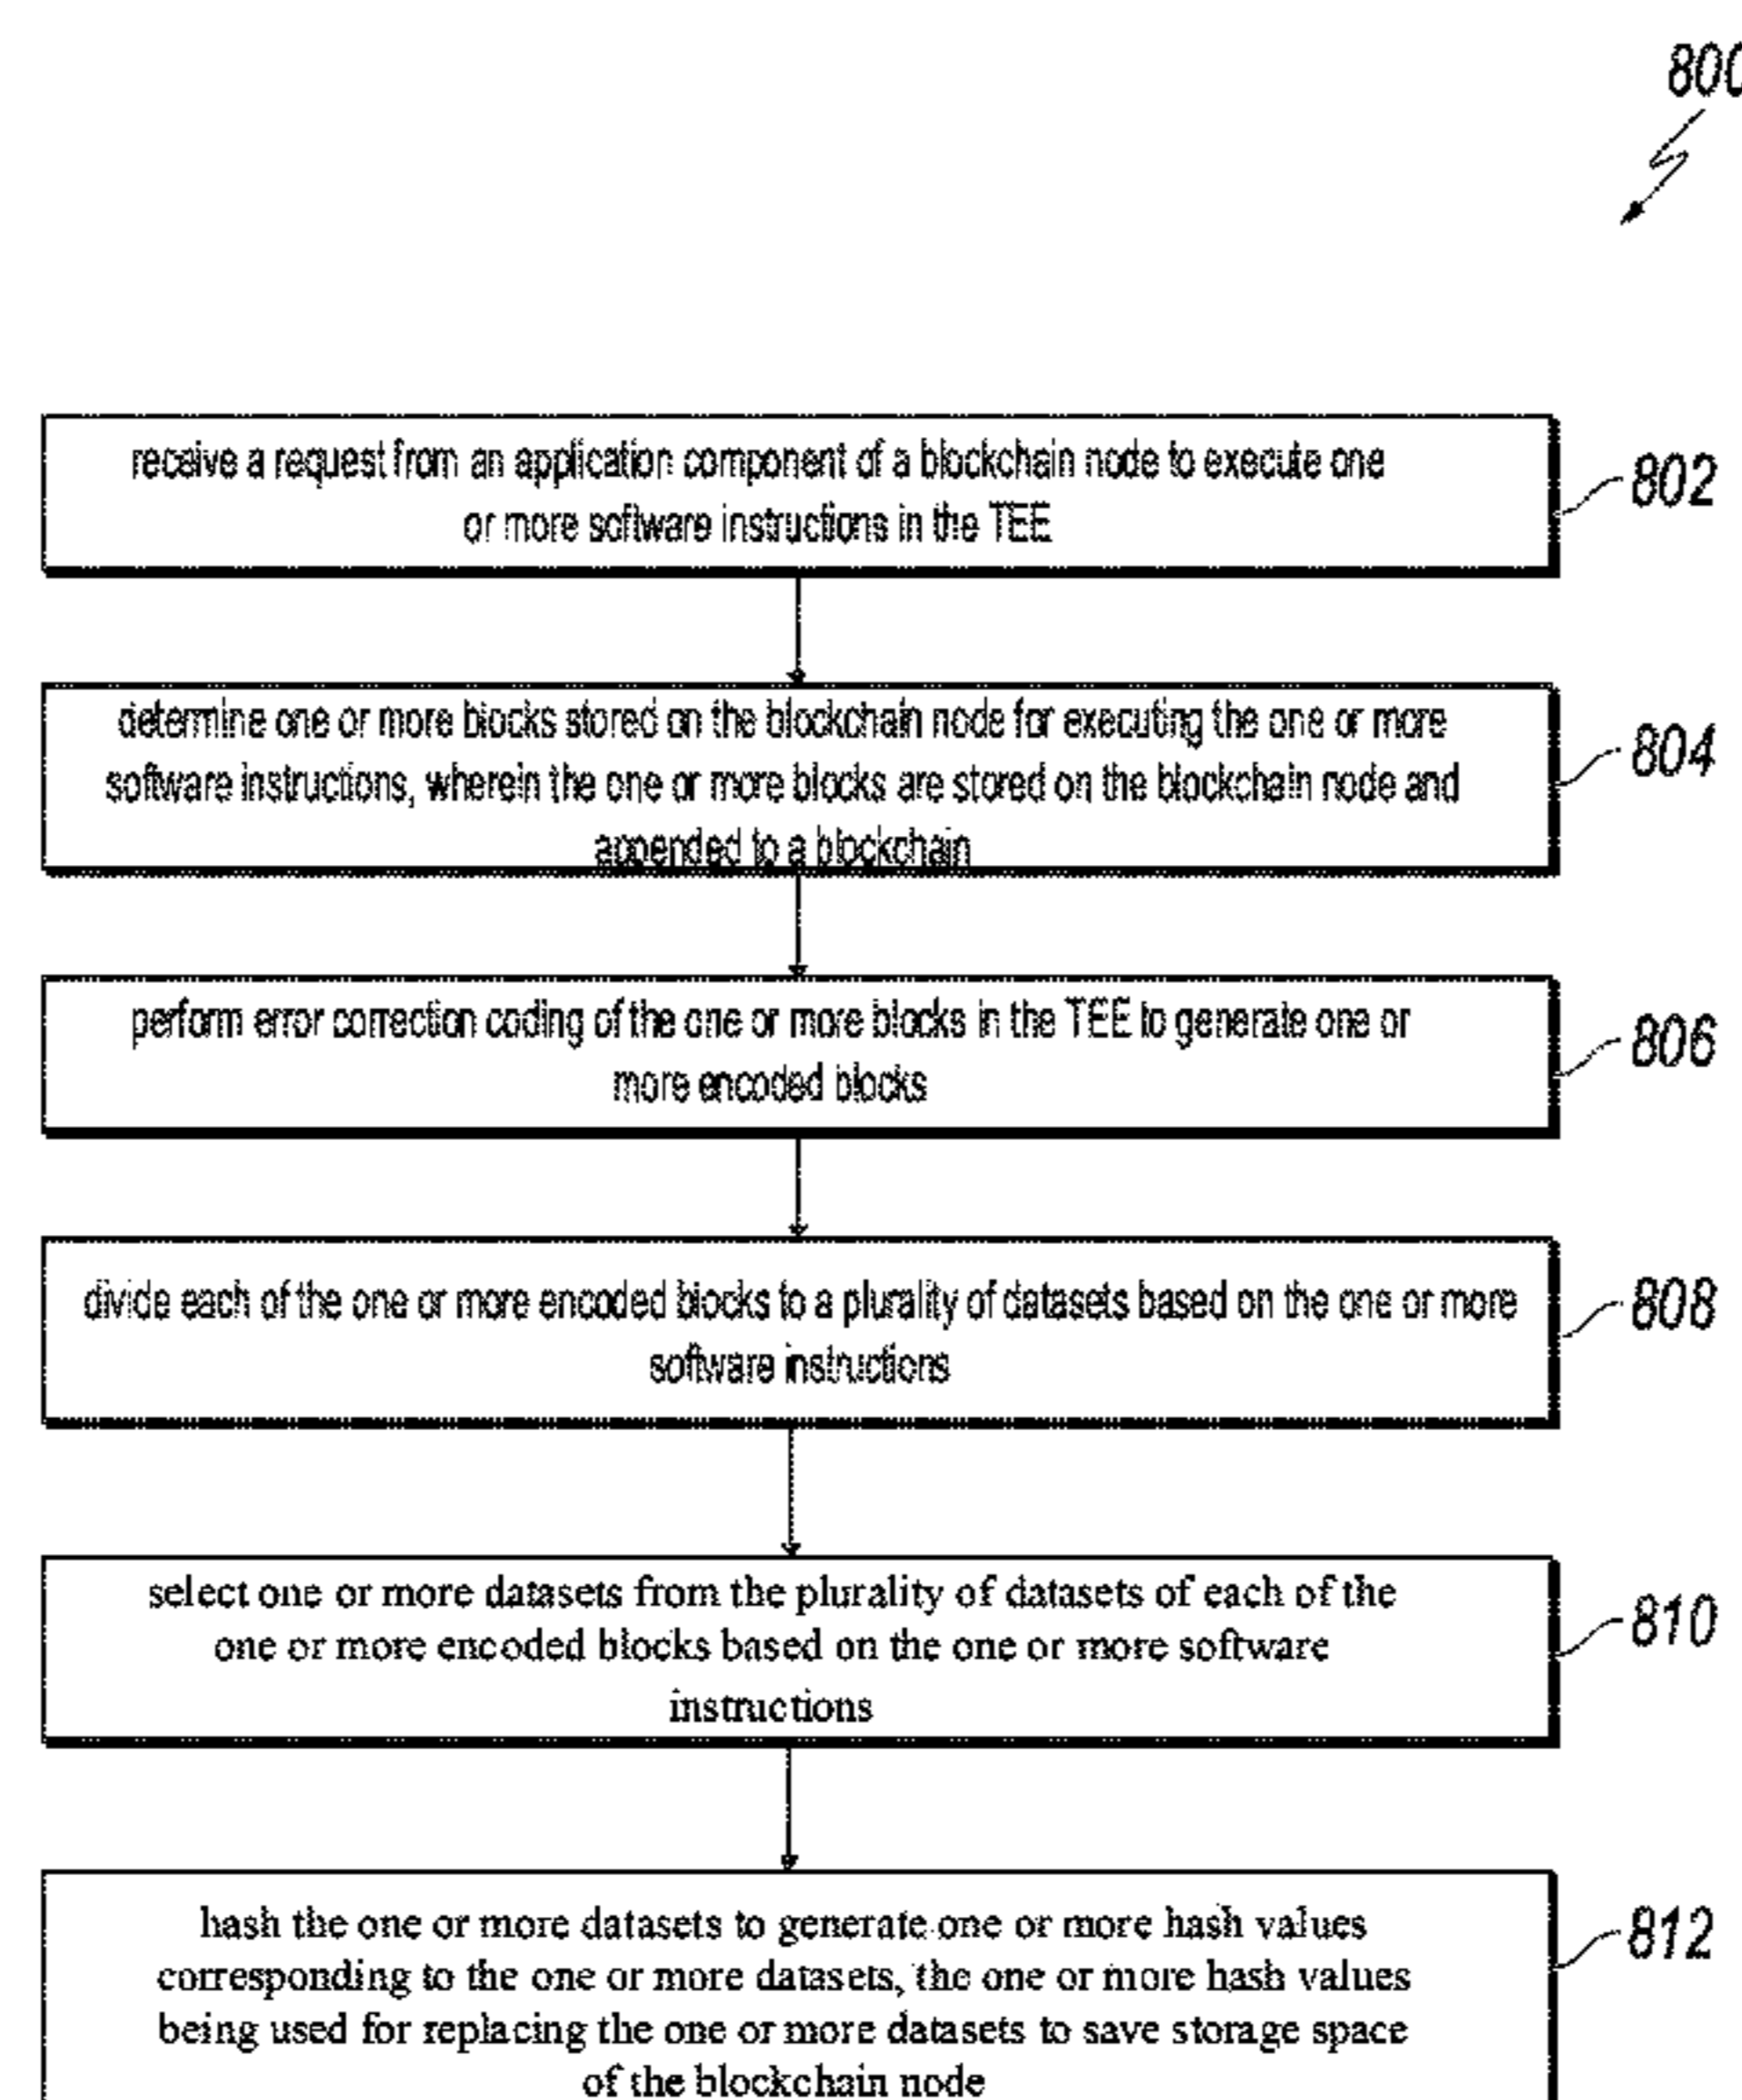 800
receive a request from an application component of a blockchain node to execute one
or more software instructions in the TEE
802
determine one or more blocks stored on the blockchain node for executing the one or more
software instructions, wherein the one or more blocks are stored on the blockchain node and
appended to a blockchain
804
perform error correction coding of the one or more blocks in the TEE to generate one or
more encoded blocks
806
divide each of the one or more encoded blocks to a plurality of datasets based on the one or more
software instructions
808
select one or more datasets from the plurality of datasets of each of the
one or more encoded blocks based on the one or more software
instructions
810
hash the one or more datasets to generate one or more hash values
corresponding to the one or more datasets, the one or more hash values
being used for replacing the one or more datasets to save storage space
of the blockchain node
812